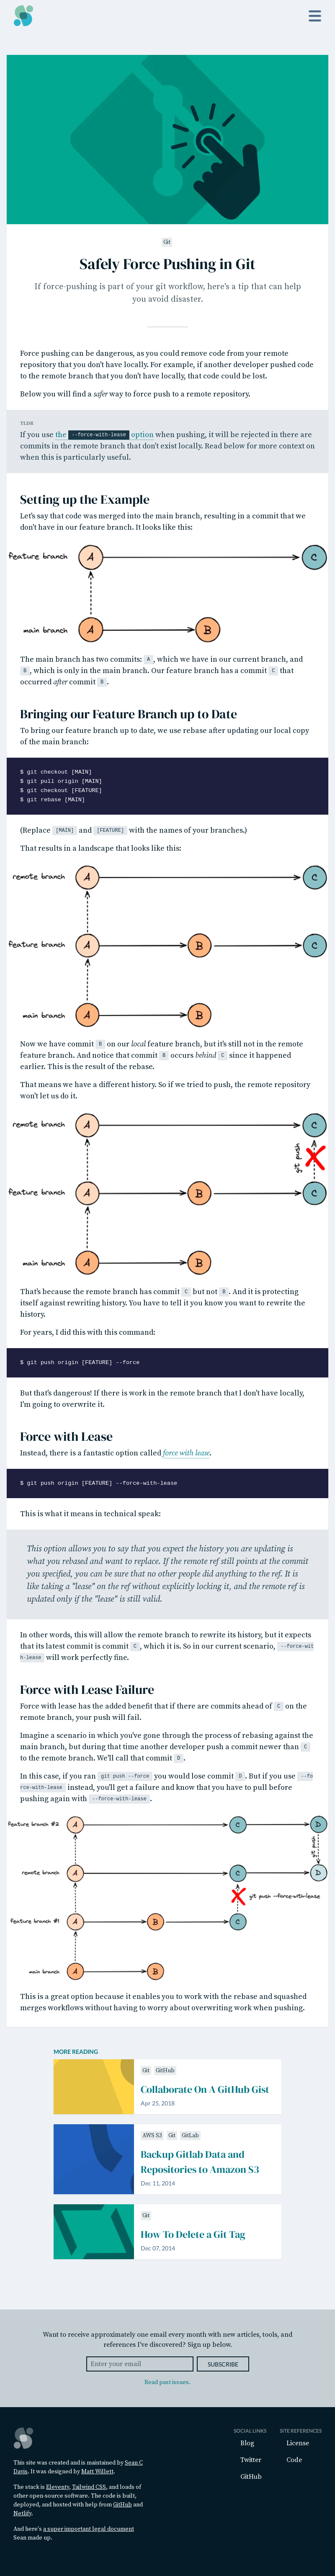 Git
Safely Force Pushing in Git
If force-pushing is part of your git workflow, here's a tip that can help
you avoid disaster.
Force pushing can be dangerous, as you could remove code from your remote
repository that you don't have locally. For example, if another developer pushed code
to the remote branch that you don't have locally, that code could be lost.
Below you will find a safer way to force push to a remote repository.
TLDR
If you use the --force-with-lease option when pushing, it will be rejected in there are
commits in the remote branch that don't exist locally. Read below for more context on
when this is particularly useful.
Setting up the Example
Let's say that code was merged into the main branch, resulting in a commit that we
don't have in our feature branch. It looks like this:
feature branch A C
main branch A B
The main branch has two commits: A, which we have in our current branch, and
B, which is only in the main branch. Our feature branch has a commit C that
occurred after commit B.
Bringing our Feature Branch up to Date
To bring our feature branch up to date, we use rebase after updating our local copy
of the main branch:
$ git checkout [MAIN]
$ git pull origin [MAIN]
$ git checkout [FEATURE]
$ git rebase [MAIN]
(Replace [MAIN] and [FEATURE] with the names of your branches.)
That results in a landscape that looks like this:
remote branch A C
feature branch A B C
main branch A B
Now we have commit B on our local feature branch, but it's still not in the remote
feature branch. And notice that commit B occurs behind C since it happened
earlier. This is the result of the rebase.
That means we have a different history. So if we tried to push, the remote repository
won't let us do it.
remote branch A C
git push
feature branch A B C
main branch A B
That's because the remote branch has commit C but not B. And it is protecting
itself against rewriting history. You have to tell it you know you want to rewrite the
history.
For years, I did this with this command:
$ git push origin [FEATURE] --force
But that's dangerous! If there is work in the remote branch that I don't have locally,
I'm going to overwrite it.
Force with Lease
Instead, there is a fantastic option called force with lease.
$ git push origin [FEATURE] --force-with-lease
This is what it means in technical speak:
This option allows you to say that you expect the history you are updating is
what you rebased and want to replace. If the remote ref still points at the commit
you specified, you can be sure that no other people did anything to the ref. It is
like taking a "lease" on the ref without explicitly locking it, and the remote ref is
updated only if the "lease" is still valid.
In other words, this will allow the remote branch to rewrite its history, but it expects
that its latest commit is commit C, which it is. So in our current scenario, --force-wit
h-lease will work perfectly fine.
Force with Lease Failure
Force with lease has the added benefit that if there are commits ahead of C on the
remote branch, your push will fail.
Imagine a scenario in which you've gone through the process of rebasing against the
main branch, but during that time another developer push a commit newer than C
to the remote branch. We'll call that commit D.
In this case, if you ran git push --force you would lose commit D. But if you use --fo
rce-with-lease instead, you'll get a failure and know that you have to pull before
pushing again with --force-with-lease.
feature branch #2 A C D
git push
remote branch A C D
git push --force-with-lease
feature branch #1 A B C
main branch A B
This is a great option because it enables you to work with the rebase and squashed
merges workflows without having to worry about overwriting work when pushing.
MORE READING
Git GitHub
Collaborate On A GitHub Gist
Apr 25, 2018
AWS S3 Git GitLab
Backup Gitlab Data and
Repositories to Amazon S3
Dec 11, 2014
Git
How To Delete a Git Tag
Dec 07, 2014
Want to receive approximately one email every month with new articles, tools, and
references I've discovered? Sign up below.
Enter your email SUBSCRIBE
Read past issues.
SOCIAL LINKS
Blog
Twitter
GitHub
SITE REFERENCES
License
Code
This site was created and is maintained by Sean C
Davis. It was designed by Matt Willett.
The stack is Eleventy, Tailwind CSS, and loads of
other open-source software. The code is built,
deployed, and hosted with help from GitHub and
Netlify.
And here's a super important legal document
Sean made up.